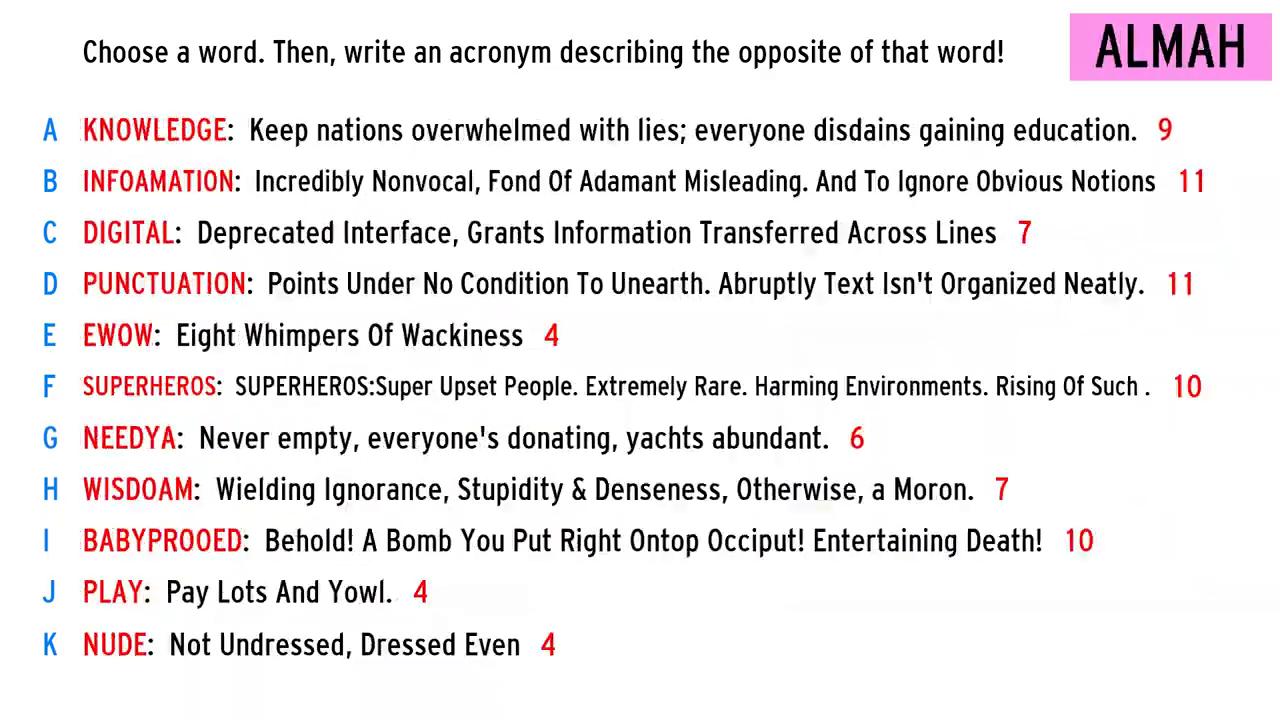 Choose a word. Then, write an acronym describing the opposite of that word!
ALMAH
A KNOWLEDGE: Keep nations overwhelmed with lies; everyone disdains gaining education. 9
B INFOAMATION: Incredibly Nonvocal, Fond Of Adamant Misleading. And To Ignore Obvious Notions 11
C DIGITAL: Deprecated Interface, Grants Information Transferred Across Lines 7
D PUNCTUATION: Points Under No Condition To Unearth. Abruptly Text Isn't Organized Neatly. 11
E EWOW: Eight Whimpers Of Wackiness 4
F SUPERHEROS: SUPERHEROS:Super Upset People. Extremely Rare. Harming Environments. Rising Of Such . 10
G NEEDYA: Never empty, everyone's donating, yachts abundant. 6
H WISDOAM: Wielding Ignorance, Stupidity & Denseness, Otherwise, a Moron. 7
I BABYPROOED: Behold! A Bomb You Put Right Ontop Occiput! Entertaining Death! 10
J PLAY: Pay Lots And Yowl. 4
K NUDE: Not Undressed, Dressed Even 4